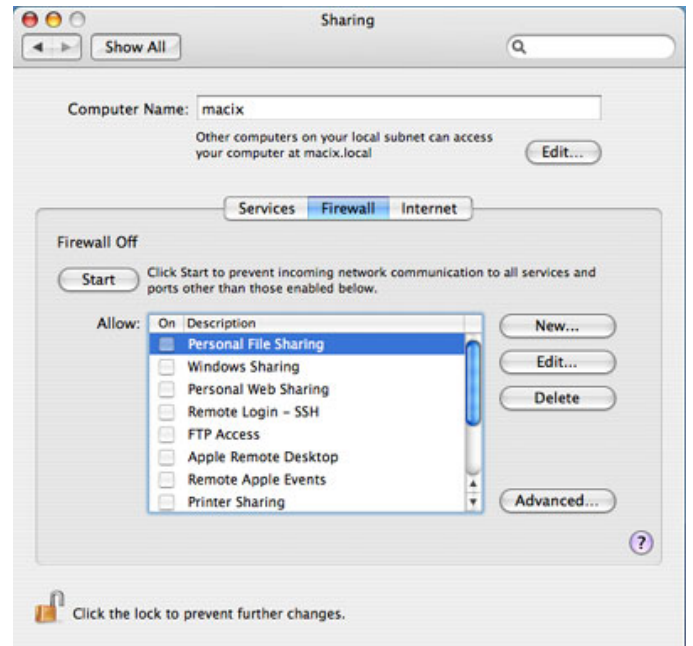 Sharing
Show All
Computer Name: macix
Other computers on your local subnet can access
your computer at macix.local
Edit...
Services Firewall Internet
Firewall Off
Start
Click Start to prevent incoming network communication to all services and
ports other than those enabled below.
Allow:
On Description
Personal File Sharing
Windows Sharing
Personal Web Sharing
Remote Login – SSH
FTP Access
Apple Remote Desktop
Remote Apple Events
Printer Sharing
New...
Edit...
Delete
Advanced...
?
Click the lock to prevent further changes.